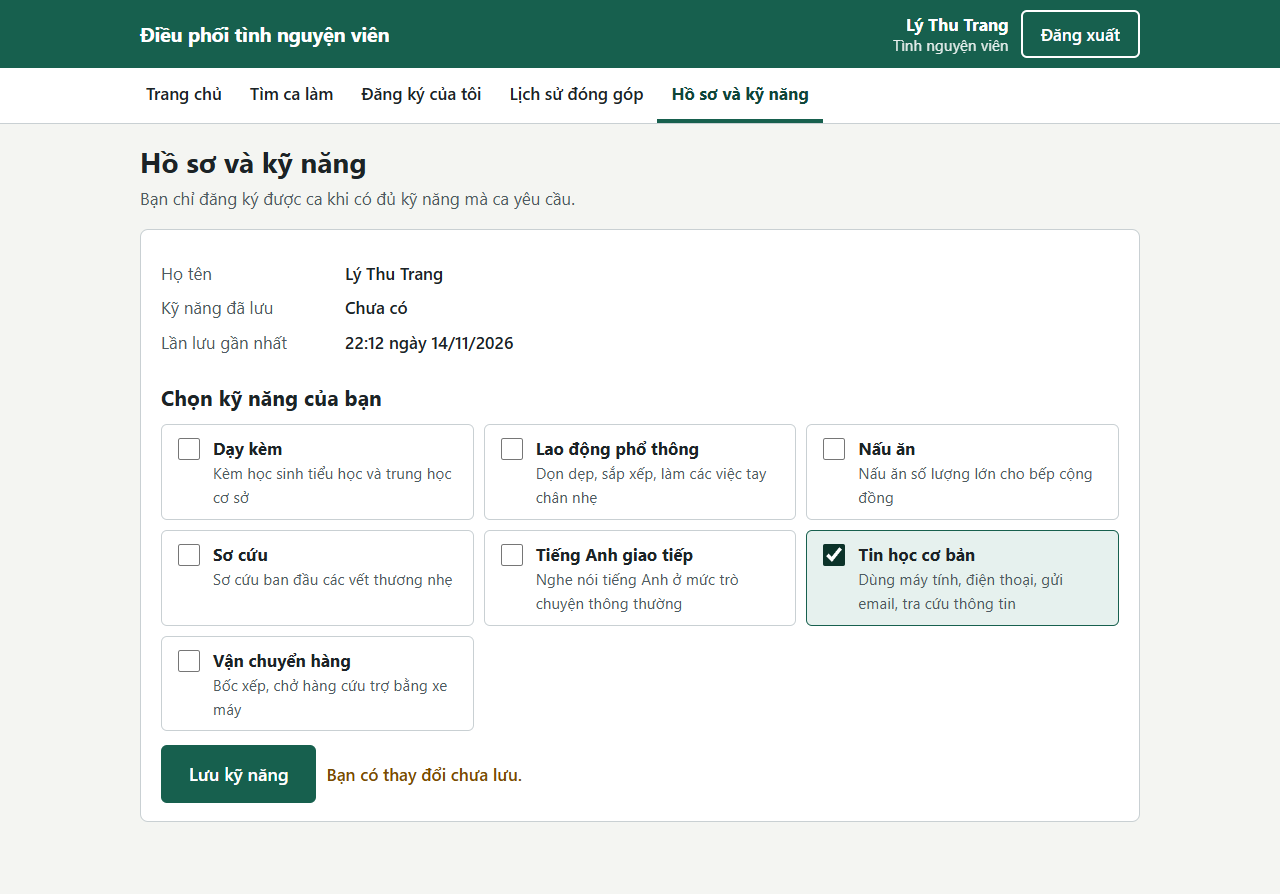 Điều phối tình nguyện viên
Lý Thu Trang
Tình nguyện viên
Đăng xuất
Trang chủ
Tìm ca làm
Đăng ký của tôi
Lịch sử đóng góp
Hồ sơ và kỹ năng
Hồ sơ và kỹ năng
Bạn chỉ đăng ký được ca khi có đủ kỹ năng mà ca yêu cầu.
Họ tên
Lý Thu Trang
Kỹ năng đã lưu
Chưa có
Lần lưu gần nhất
22:12 ngày 14/11/2026
Chọn kỹ năng của bạn
Dạy kèm
Kèm học sinh tiểu học và trung học
cơ sở
Lao động phổ thông
Dọn dẹp, sắp xếp, làm các việc tay
chân nhẹ
Nấu ăn
Nấu ăn số lượng lớn cho bếp cộng
đồng
Sơ cứu
Sơ cứu ban đầu các vết thương nhẹ
Tiếng Anh giao tiếp
Nghe nói tiếng Anh ở mức trò
chuyện thông thường
Tin học cơ bản
Dùng máy tính, điện thoại, gửi
email, tra cứu thông tin
Vận chuyển hàng
Bốc xếp, chở hàng cứu trợ bằng xe
máy
Lưu kỹ năng
Bạn có thay đổi chưa lưu.